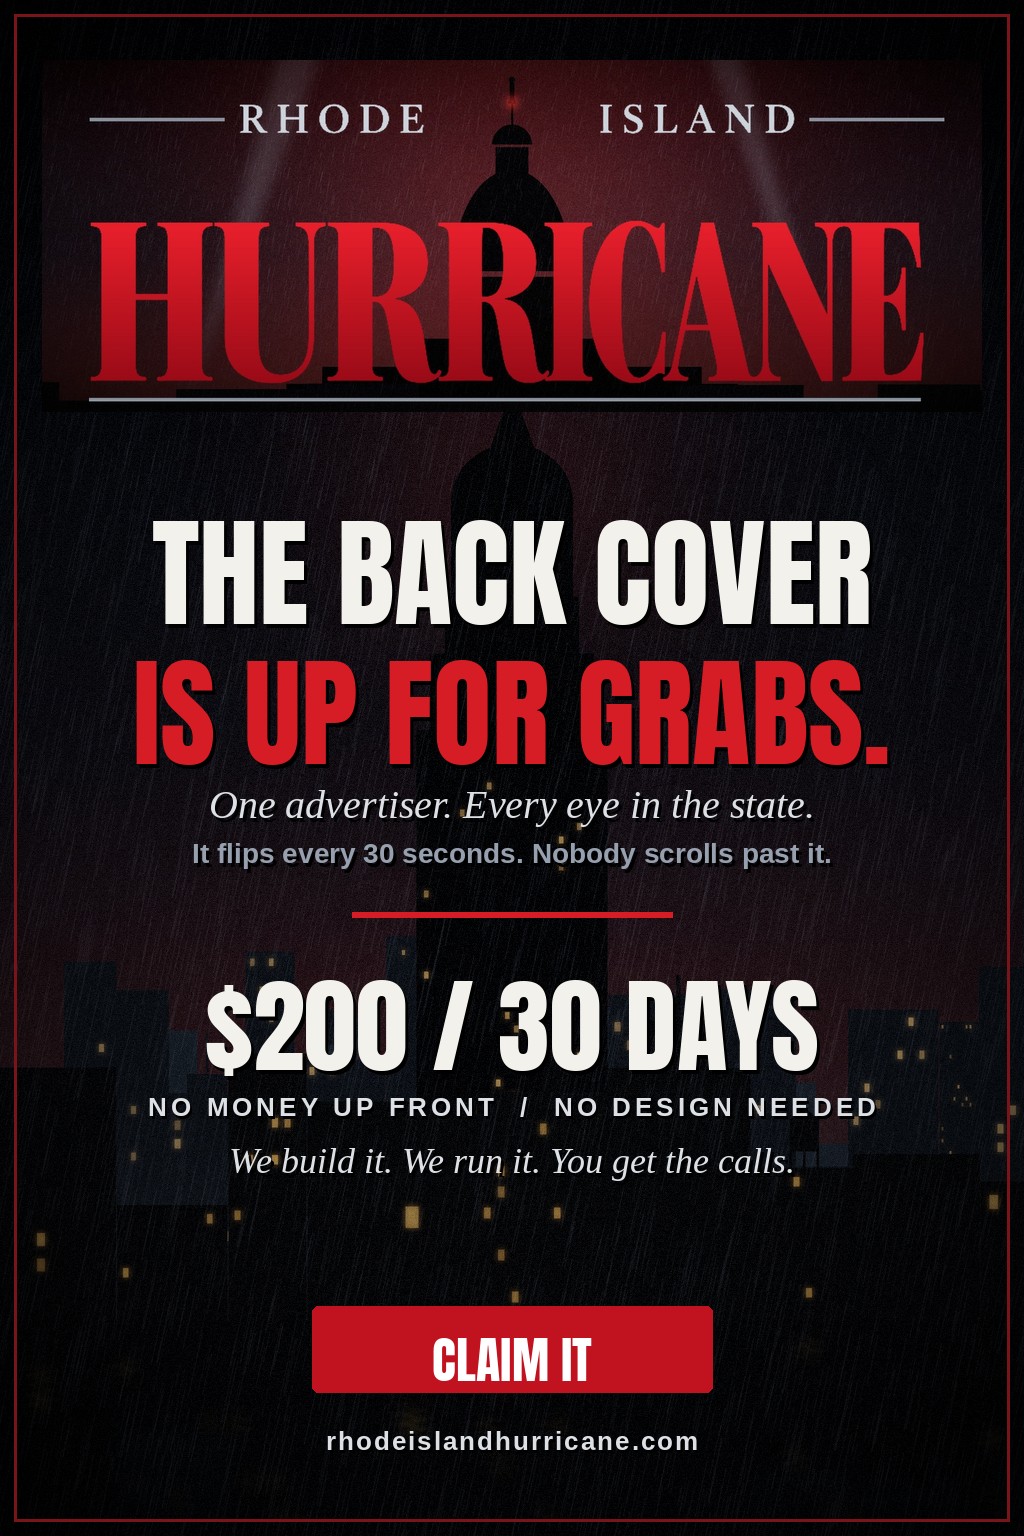 RHODE ISLAND
HURRICANE
THE BACK COVER
IS UP FOR GRABS.
One advertiser. Every eye in the state.
It flips every 30 seconds. Nobody scrolls past it.
$200 / 30 DAYS
NO MONEY UP FRONT / NO DESIGN NEEDED
We build it. We run it. You get the calls.
CLAIM IT
rhodeislandhurricane.com